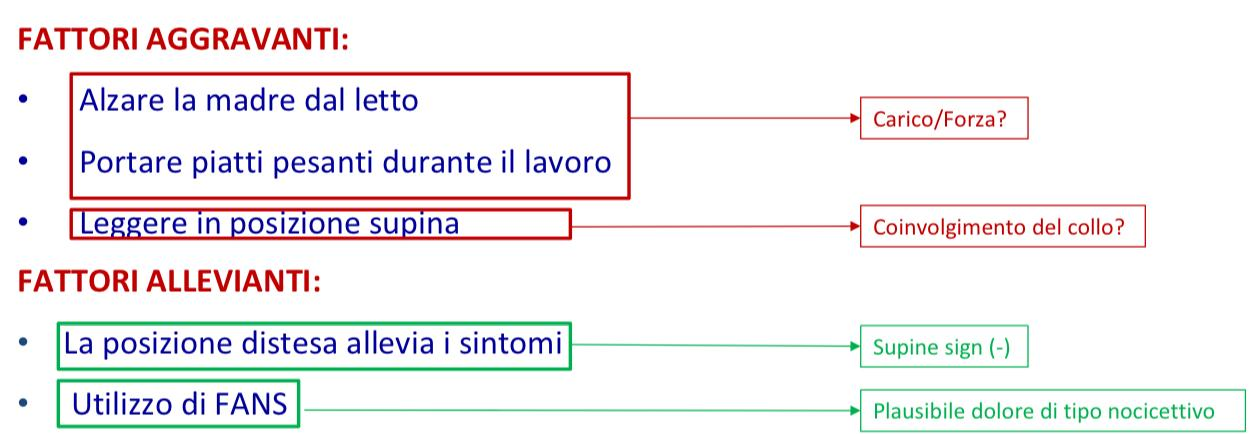 FATTORI AGGRAVANTI:
• Alzare la madre dal letto
Carico/Forza?
• Portare piatti pesanti durante il lavoro
• Leggere in posizione supina
Coinvolgimento del collo?
FATTORI ALLEVIANTI:
• La posizione distesa allevia i sintomi
Supine sign (-)
• Utilizzo di FANS
Plausibile dolore di tipo nocicettivo